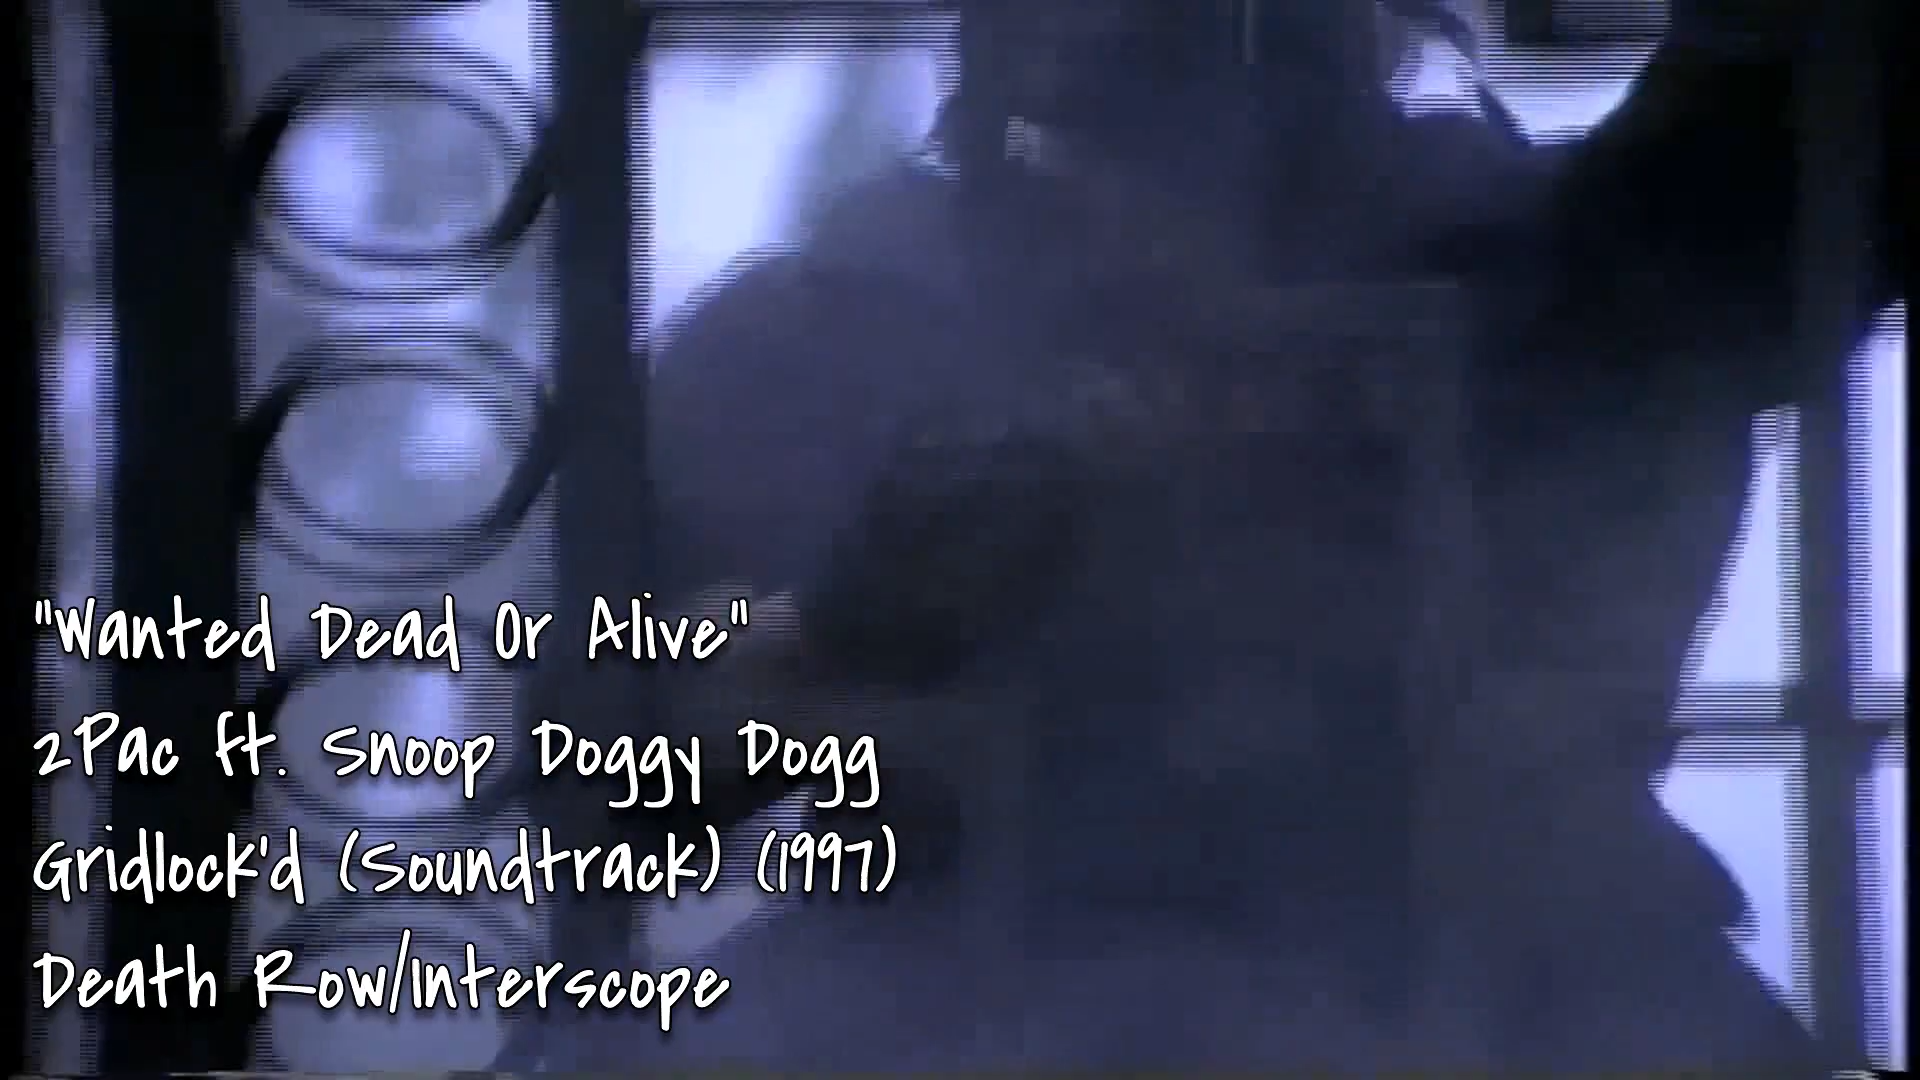 "Wanted Dead Or Alive"
2Pac ft. Snoop Doggy Dogg
Gridlock'd (Soundtrack) (1997)
Death Row/Interscope